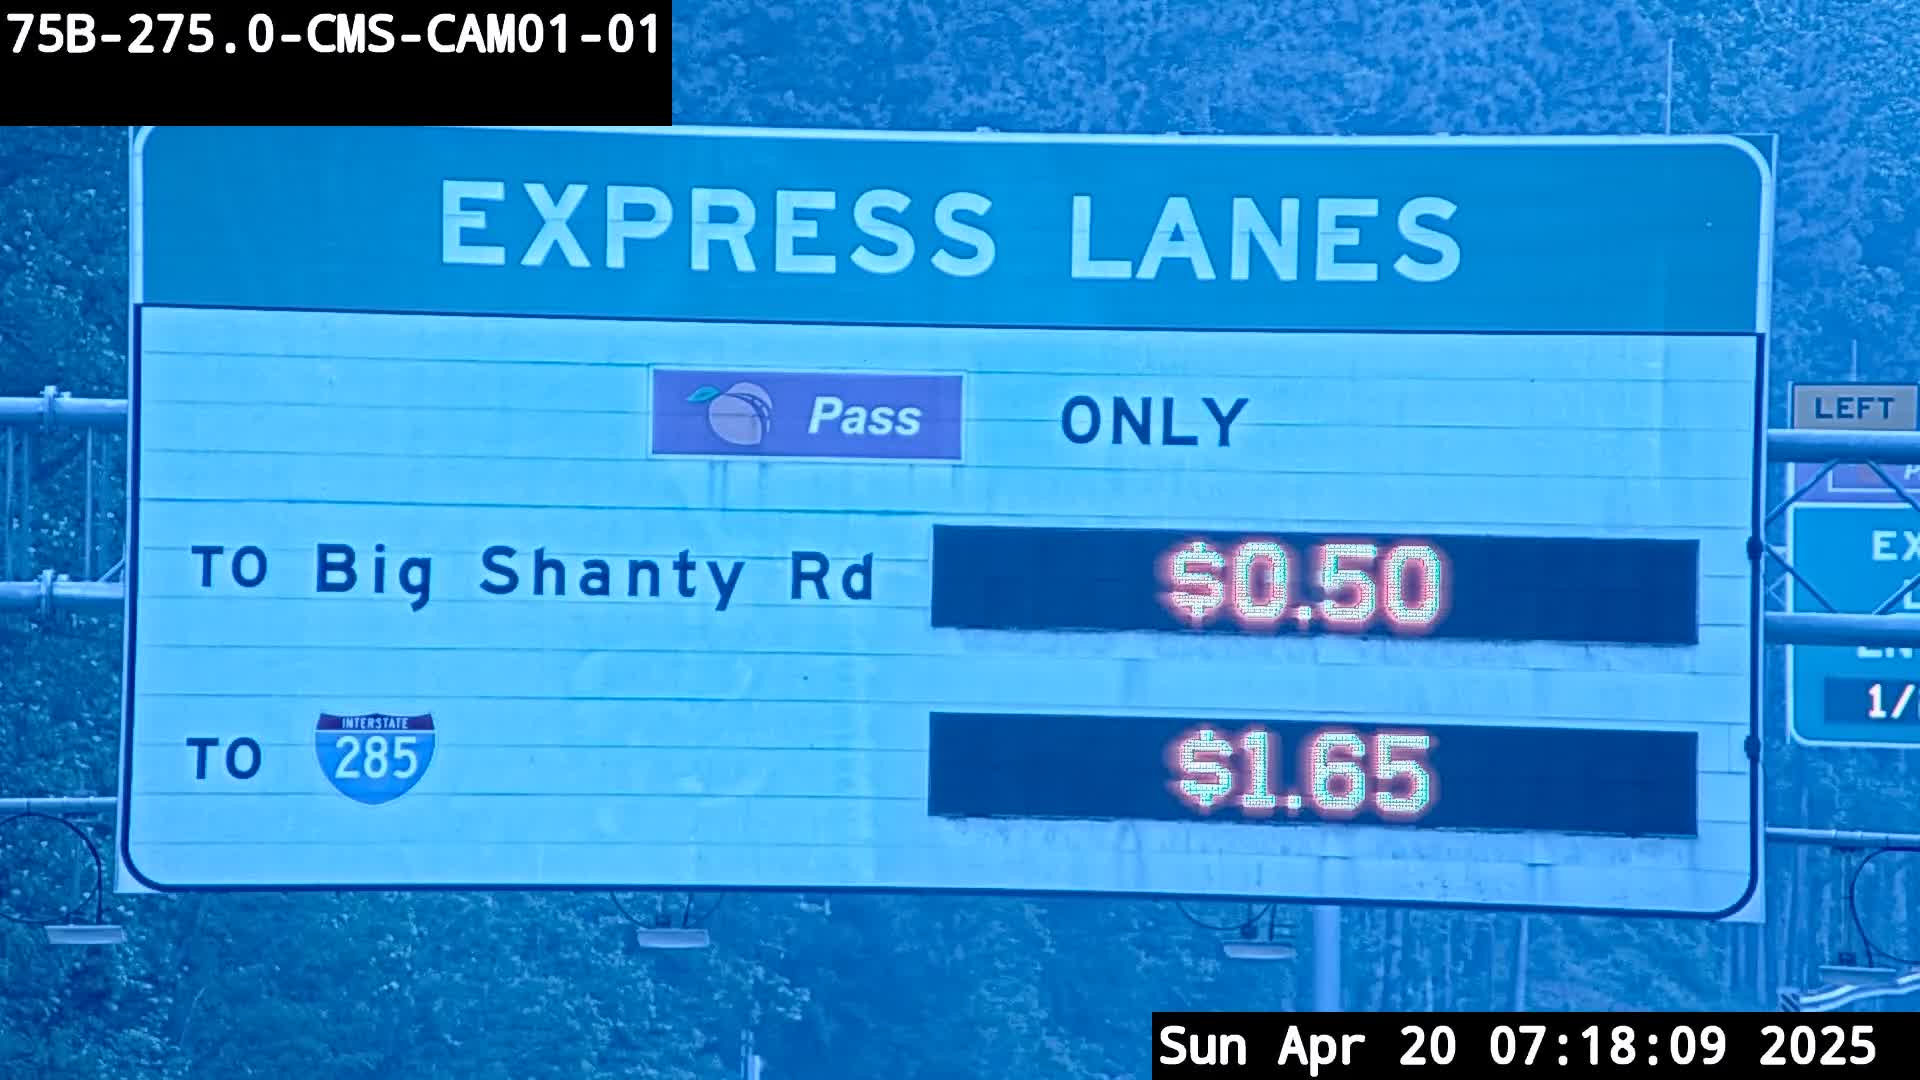 75B-275.0-CMS-CAM01-01
EXPRESS LANES
Pass ONLY
TO Big Shanty Rd $0.50
TO INTERSTATE 285 $1.65
LEFT
Sun Apr 20 07:18:09 2025